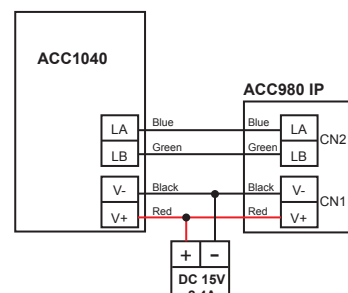 ACC1040
ACC980 IP
LA Blue Blue LA
CN2
LB Green Green LB
V- Black Black V-
CN1
V+ Red Red V+
+ -
DC 15V